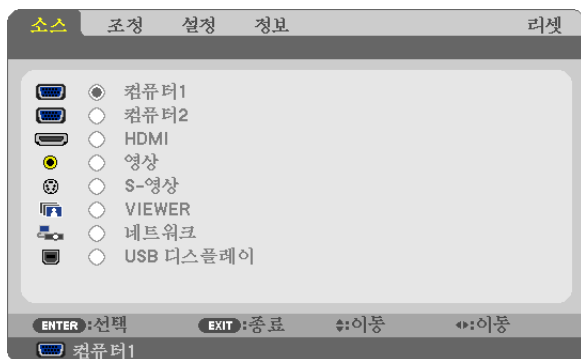 소스 조정 설정 정보 리셋
컴퓨터1
컴퓨터2
HDMI
영상
S-영상
VIEWER
네트워크
USB 디스플레이
ENTER:선택 EXIT:종료 :이동 :이동
컴퓨터1